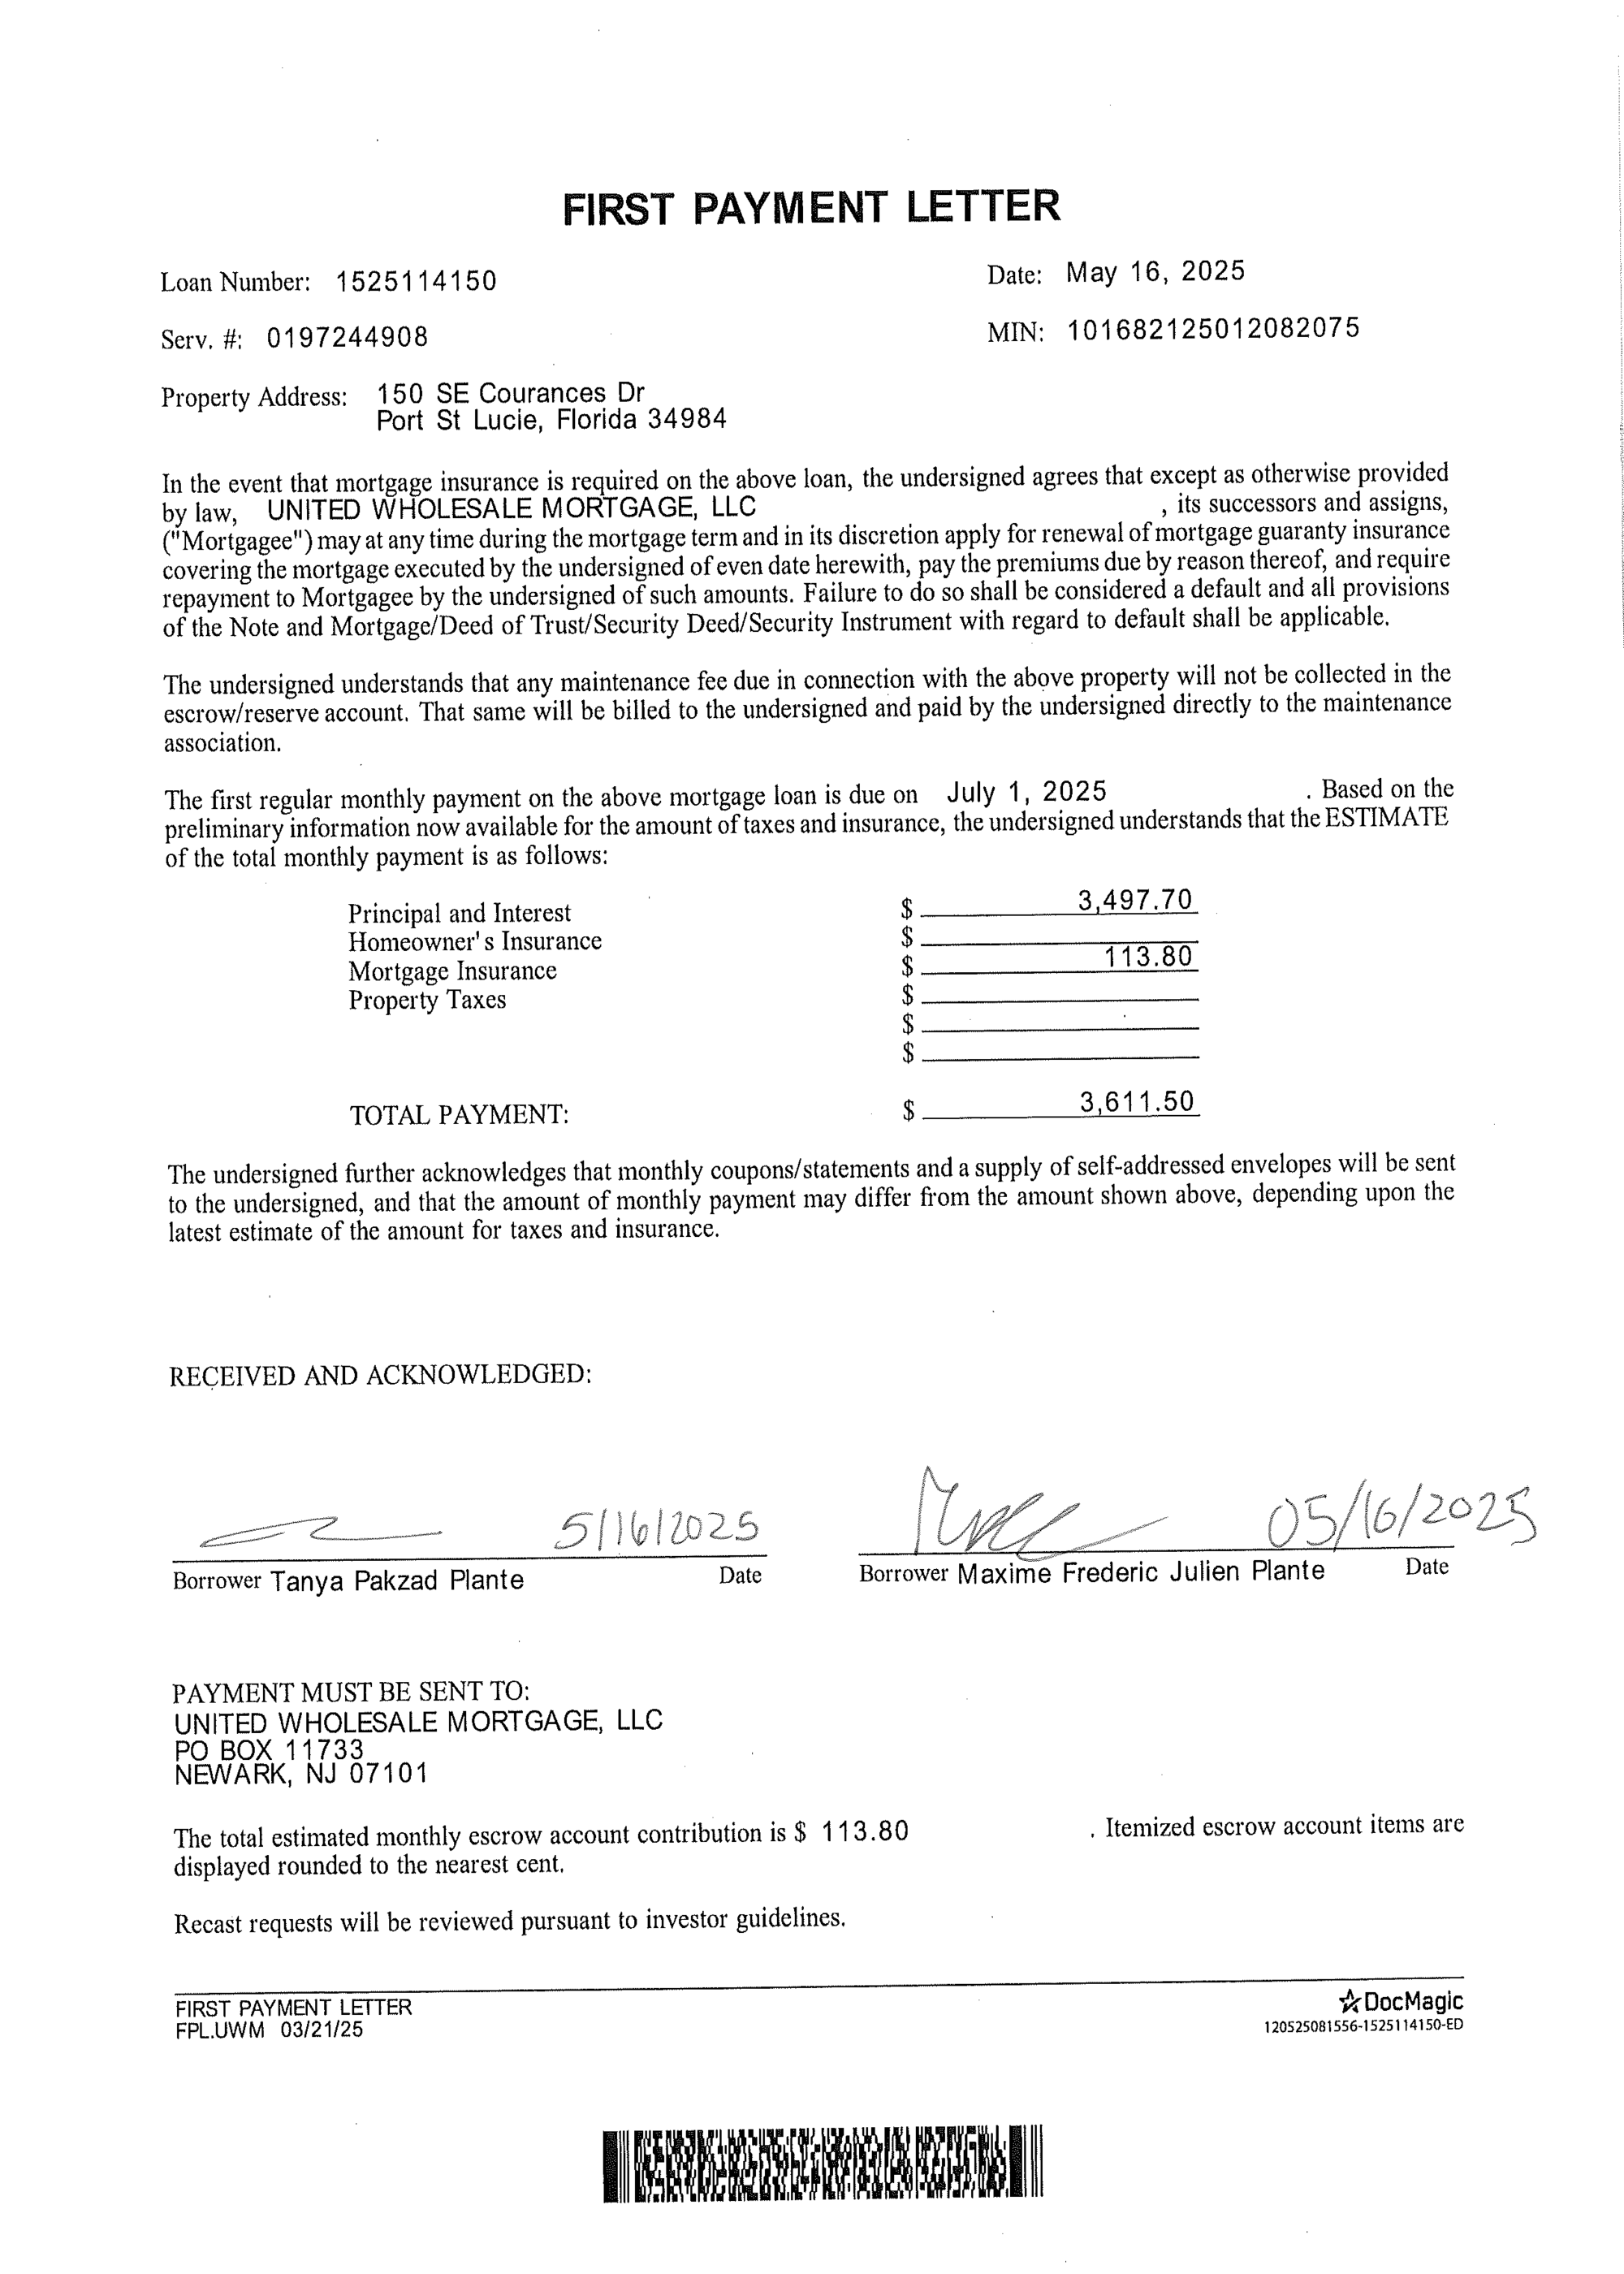 FIRST PAYMENT LETTER
Loan Number: 1525114150
Date: May 16, 2025
Serv. #: 0197244908
MIN: 101682125012082075
Property Address: 150 SE Courances Dr
Port St Lucie, Florida 34984
In the event that mortgage insurance is required on the above loan, the undersigned agrees that except as otherwise provided
by law, UNITED WHOLESALE MORTGAGE, LLC , its successors and assigns,
("Mortgagee") may at any time during the mortgage term and in its discretion apply for renewal of mortgage guaranty insurance
covering the mortgage executed by the undersigned of even date herewith, pay the premiums due by reason thereof, and require
repayment to Mortgagee by the undersigned of such amounts. Failure to do so shall be considered a default and all provisions
of the Note and Mortgage/Deed of Trust/Security Deed/Security Instrument with regard to default shall be applicable.
The undersigned understands that any maintenance fee due in connection with the above property will not be collected in the
escrow/reserve account. That same will be billed to the undersigned and paid by the undersigned directly to the maintenance
association.
The first regular monthly payment on the above mortgage loan is due on July 1, 2025 . Based on the
preliminary information now available for the amount of taxes and insurance, the undersigned understands that the ESTIMATE
of the total monthly payment is as follows:
Principal and Interest $ 3,497.70
Homeowner's Insurance $
Mortgage Insurance $ 113.80
Property Taxes $
$
$
TOTAL PAYMENT: $ 3,611.50
The undersigned further acknowledges that monthly coupons/statements and a supply of self-addressed envelopes will be sent
to the undersigned, and that the amount of monthly payment may differ from the amount shown above, depending upon the
latest estimate of the amount for taxes and insurance.
RECEIVED AND ACKNOWLEDGED:
5/16/2025
05/16/2025
Borrower Tanya Pakzad Plante Date
Borrower Maxime Frederic Julien Plante Date
PAYMENT MUST BE SENT TO:
UNITED WHOLESALE MORTGAGE, LLC
PO BOX 11733
NEWARK, NJ 07101
The total estimated monthly escrow account contribution is $ 113.80 . Itemized escrow account items are
displayed rounded to the nearest cent.
Recast requests will be reviewed pursuant to investor guidelines.
FIRST PAYMENT LETTER
FPL.UWM 03/21/25
DocMagic
120525081556-1525114150-ED